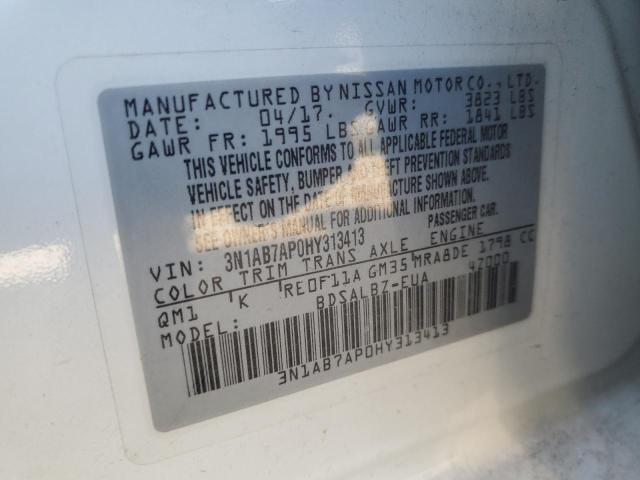 MANUFACTURED BY NISSAN MOTOR CO., LTD.
DATE: 04/17. GVWR: 3823 LBS
GAWR FR: 1995 LBS GAWR RR: 1841 LBS
THIS VEHICLE CONFORMS TO ALL APPLICABLE FEDERAL MOTOR
VEHICLE SAFETY, BUMPER AND THEFT PREVENTION STANDARDS
IN EFFECT ON THE DATE OF MANUFACTURE SHOWN ABOVE.
SEE OWNER'S MANUAL FOR ADDITIONAL INFORMATION.
VIN: 3N1AB7AP0HY313413 PASSENGER CAR.
COLOR TRIM TRANS AXLE ENGINE
QM1 K RE0F11A GM35 MRA8DE 1798 CC
MODEL: BDSALBZ-EUA 42000
3N1AB7AP0HY313413